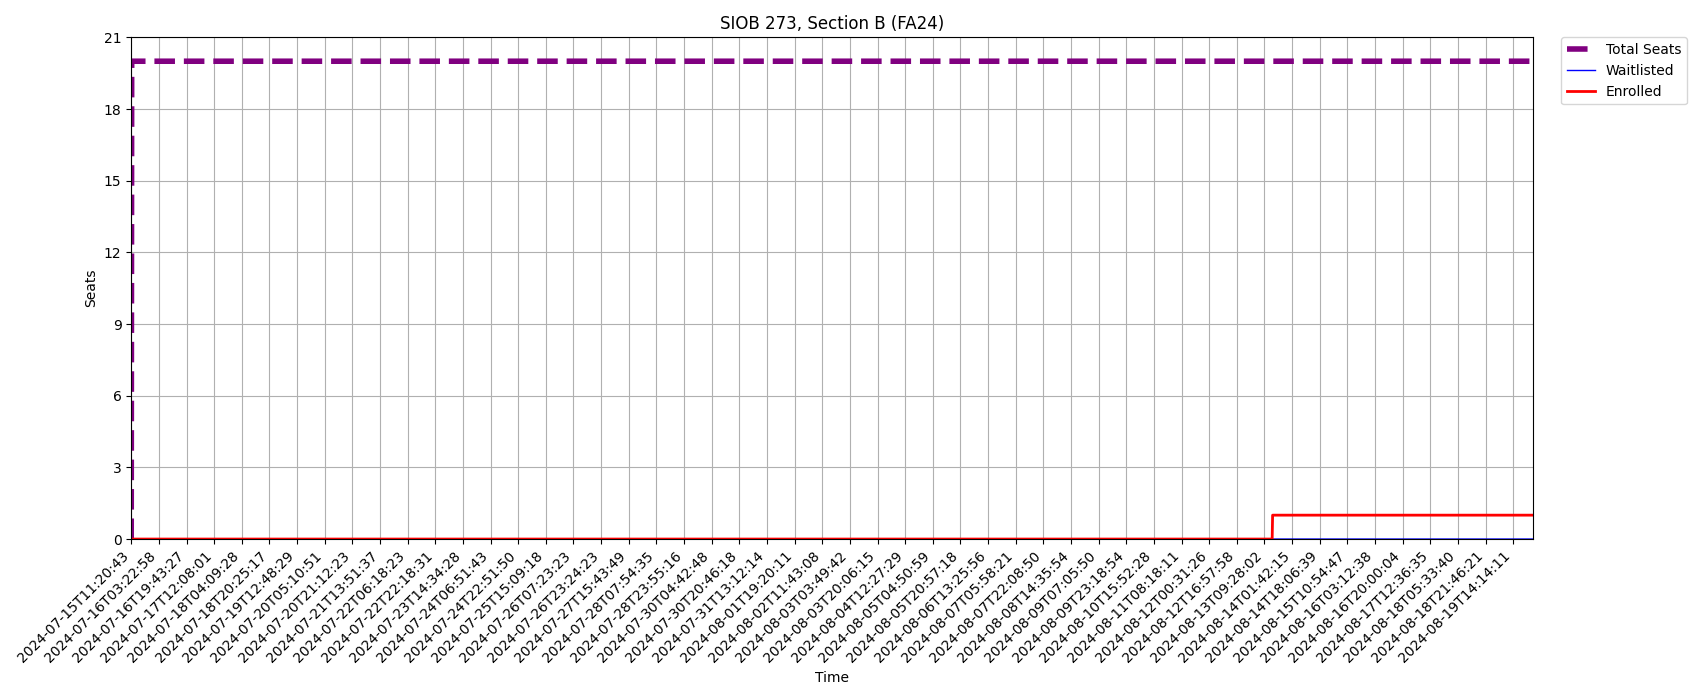 SIOB 273, Section B (FA24)
Total Seats
Waitlisted
Enrolled
21
18
15
12
9
6
3
0
Seats
2024-07-15T11:20:43
2024-07-16T03:22:58
2024-07-16T19:43:27
2024-07-17T12:08:01
2024-07-18T04:09:28
2024-07-18T20:25:17
2024-07-19T12:48:29
2024-07-20T05:10:51
2024-07-20T21:12:23
2024-07-21T13:51:37
2024-07-22T06:18:23
2024-07-22T22:18:31
2024-07-23T14:34:28
2024-07-24T06:51:43
2024-07-24T22:51:50
2024-07-25T15:09:18
2024-07-26T07:23:23
2024-07-26T23:24:23
2024-07-27T15:43:49
2024-07-28T07:54:35
2024-07-28T23:55:16
2024-07-30T04:42:48
2024-07-30T20:46:18
2024-07-31T13:12:14
2024-08-01T19:20:11
2024-08-02T11:43:08
2024-08-03T03:49:42
2024-08-03T20:06:15
2024-08-04T12:27:29
2024-08-05T04:50:59
2024-08-05T20:57:18
2024-08-06T13:25:56
2024-08-07T05:58:21
2024-08-07T22:08:50
2024-08-08T14:35:54
2024-08-09T07:05:50
2024-08-09T23:18:54
2024-08-10T15:52:28
2024-08-11T08:18:11
2024-08-12T00:31:26
2024-08-12T16:57:58
2024-08-13T09:28:02
2024-08-14T01:42:15
2024-08-14T18:06:39
2024-08-15T10:54:47
2024-08-16T03:12:38
2024-08-16T20:00:04
2024-08-17T12:36:35
2024-08-18T05:33:40
2024-08-18T21:46:21
2024-08-19T14:14:11
Time